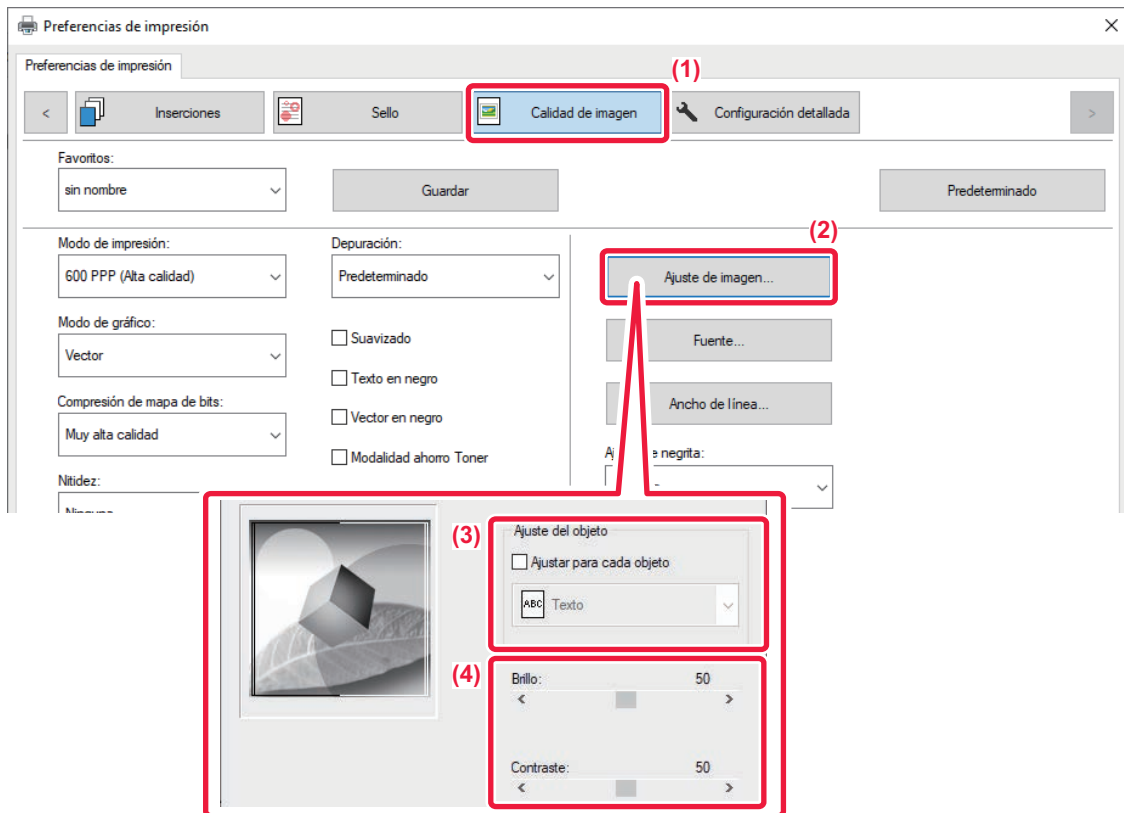 Preferencias de impresión
Preferencias de impresión
(1)
Inserciones
Sello
Calidad de imagen
Configuración detallada
Favoritos:
sin nombre
Guardar
Predeterminado
(2)
Modo de impresión:
600 PPP (Alta calidad)
Depuración:
Predeterminado
Ajuste de imagen...
Modo de gráfico:
Vector
Suavizado
Fuente...
Texto en negro
Compresión de mapa de bits:
Muy alta calidad
Vector en negro
Ancho de línea...
Modalidad ahorro Toner
negrita:
Nitidez:
(3)
Ajuste del objeto
Ajustar para cada objeto
ABC Texto
(4)
Brillo: 50
Contraste: 50